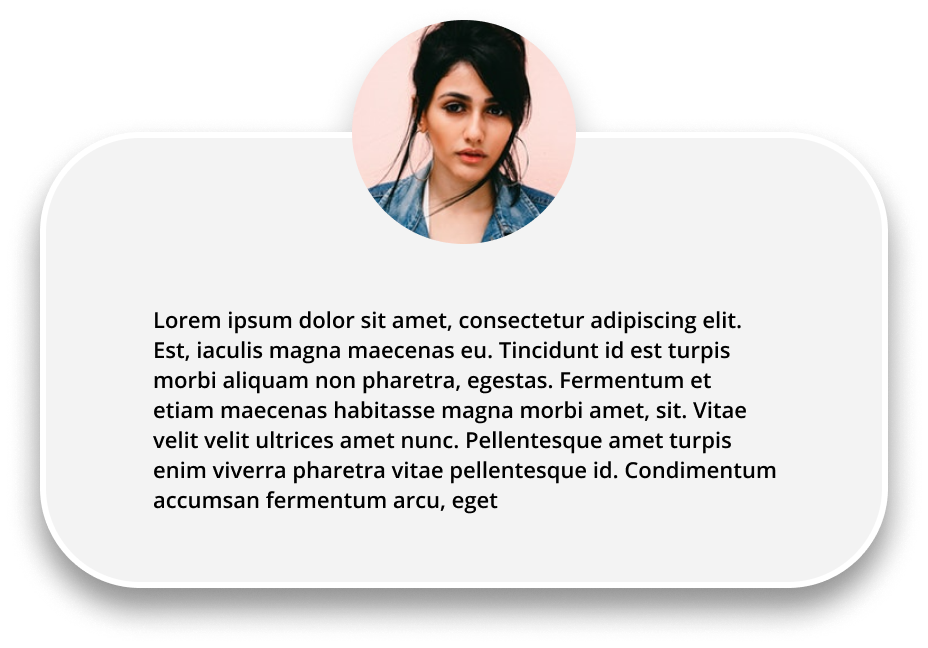 Lorem ipsum dolor sit amet, consectetur adipiscing elit.
Est, iaculis magna maecenas eu. Tincidunt id est turpis
morbi aliquam non pharetra, egestas. Fermentum et
etiam maecenas habitasse magna morbi amet, sit. Vitae
velit velit ultrices amet nunc. Pellentesque amet turpis
enim viverra pharetra vitae pellentesque id. Condimentum
accumsan fermentum arcu, eget